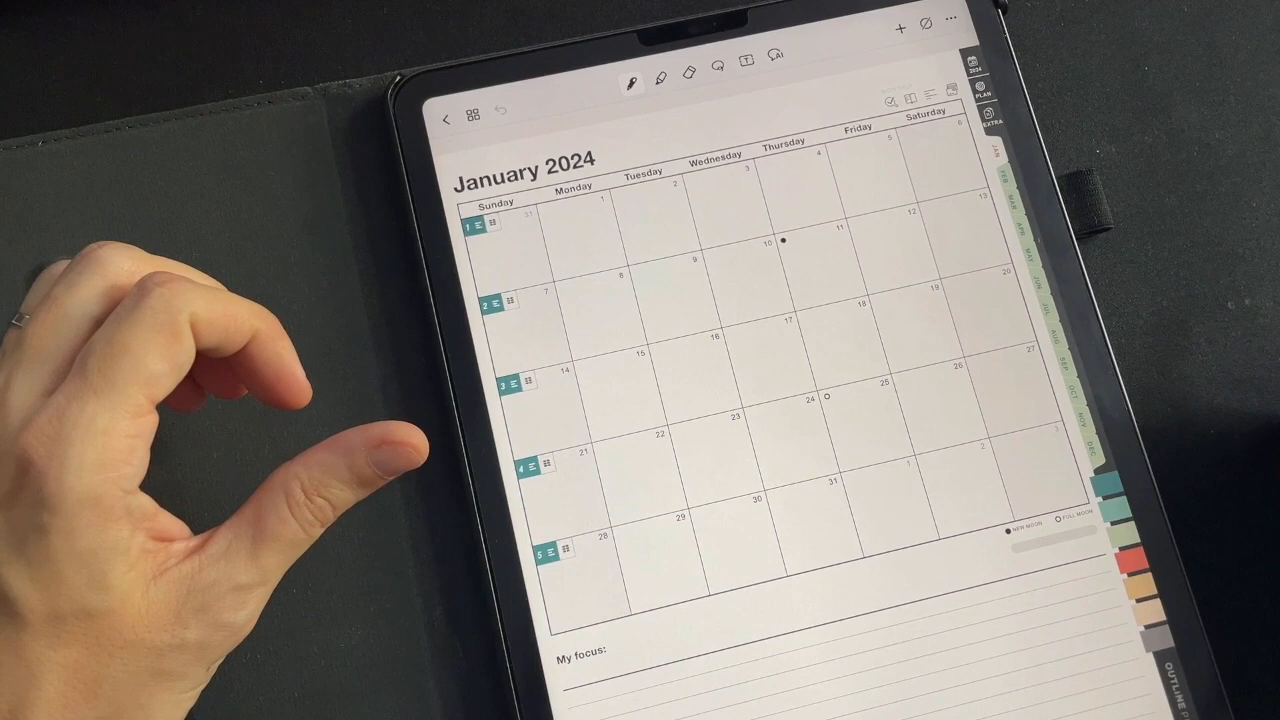 AI
2024
PLAN
EXTRA
January 2024
Sunday Monday Tuesday Wednesday Thursday Friday Saturday
1 31 1 2 3 4 5 6
2 7 8 9 10 11 12 13
3 14 15 16 17 18 19 20
4 21 22 23 24 25 26 27
5 28 29 30 31 1 2 3
NEW MOON FULL MOON
My focus:
JAN
FEB
MAR
APR
MAY
JUN
JUL
AUG
SEP
OCT
NOV
DEC
OUTLINE